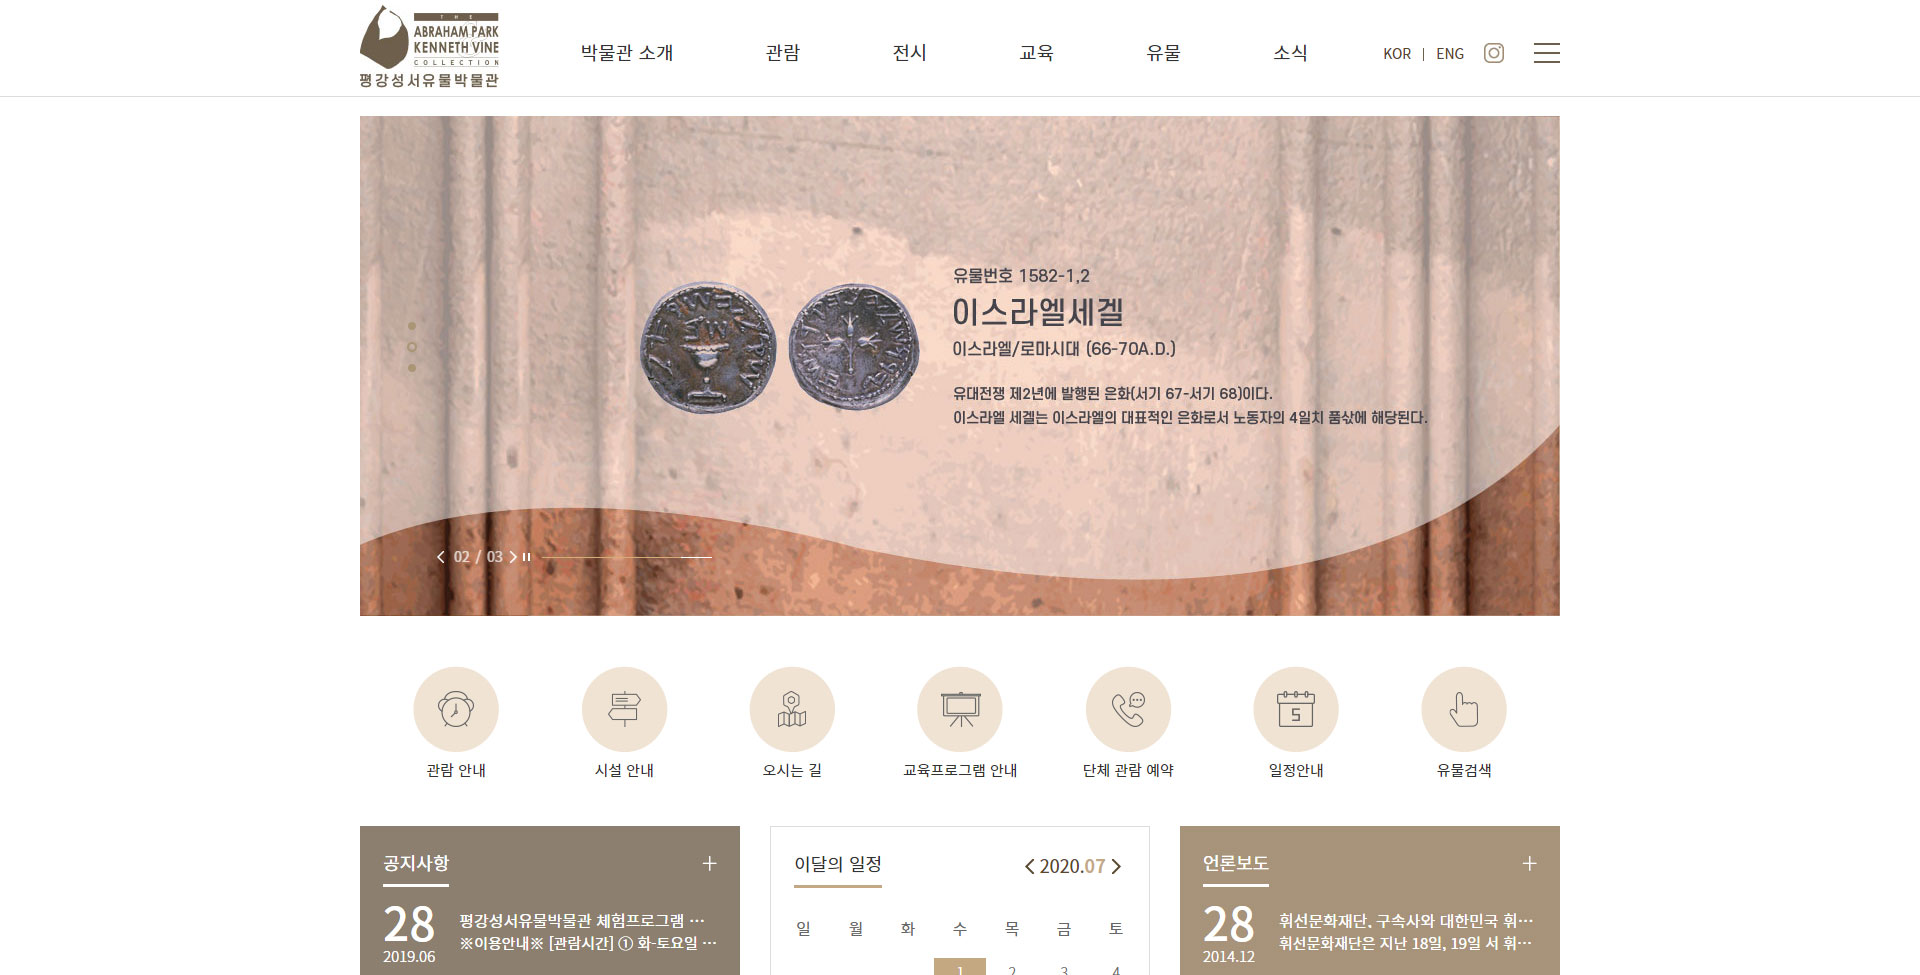 THE
ABRAHAM PARK
KENNETH VINE
COLLECTION
평강성서유물박물관
박물관 소개
관람
전시
교육
유물
소식
KOR | ENG
유물번호 1582-1,2
이스라엘세겔
이스라엘/로마시대 (66-70A.D.)
유대전쟁 제2년에 발행된 은화(서기 67-서기 68)이다.
이스라엘 세겔는 이스라엘의 대표적인 은화로서 노동자의 4일치 품삯에 해당된다.
02 / 03
5
관람 안내
시설 안내
오시는 길
교육프로그램 안내
단체 관람 예약
일정안내
유물검색
공지사항
28
2019.06
평강성서유물박물관 체험프로그램 ···
※이용안내※ [관람시간] ① 화-토요일 ···
이달의 일정
2020.07
일 월 화 수 목 금 토
1 2 3 4
언론보도
28
2014.12
휘선문화재단, 구속사와 대한민국 휘···
휘선문화재단은 지난 18일, 19일 서 휘···